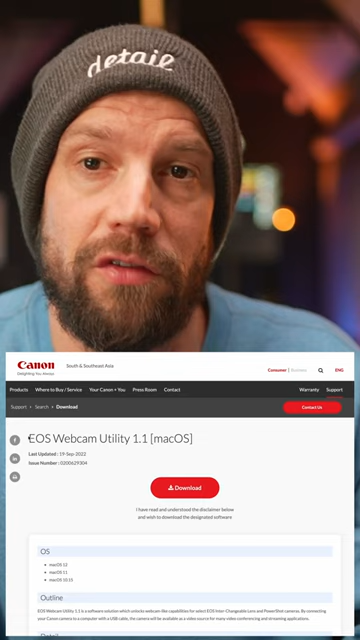 detail
Canon
Delighting You Always
South & Southeast Asia
Consumer | Business
ENG
Products
Where to Buy / Service
Your Canon + You
Press Room
Contact
Warranty
Support
Support > Search > Download
Contact Us
EOS Webcam Utility 1.1 [macOS]
Last Updated : 19-Sep-2022
Issue Number : 0200629304
Download
I have read and understood the disclaimer below
and wish to download the designated software
OS
macOS 12
macOS 11
macOS 10.15
Outline
EOS Webcam Utility 1.1 is a software solution which unlocks webcam-like capabilities for select EOS Inter-Changeable Lens and PowerShot cameras. By connecting
your Canon camera to a computer with a USB cable, the camera will be available as a video source for many video conferencing and streaming applications.